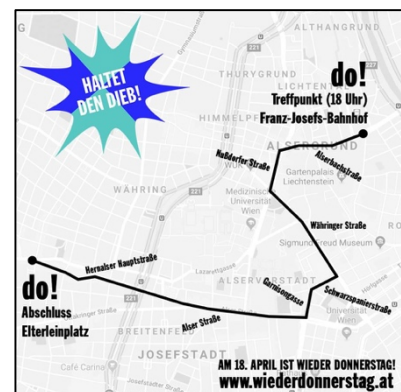 ALTHANGRUND
HALTET
DEN DIEB!
THURYGRUND
LICHTENTAL
do!
Treffpunkt (18 Uhr)
Franz-Josefs-Bahnhof
HIMMELPF
ALSERGRUND
Nußdorfer Straße
Alserbachstraße
Gartenpalais
Liechtenstein
WÄHRING
Medizinische
Universität
Wien
Währinger Straße
Sigmund Freud Museum
Hernalser Hauptstraße
Lazarettgasse
do!
Abschluss
Elterleinplatz
ALSERVORSTADT
Garnisongasse
Schwarzspanierstraße
Universität
Wien
Alser Straße
BREITENFELD
JOSEFSTADT
Café Carina
AM 18. APRIL IST WIEDER DONNERSTAG!
www.wiederdonnerstag.at